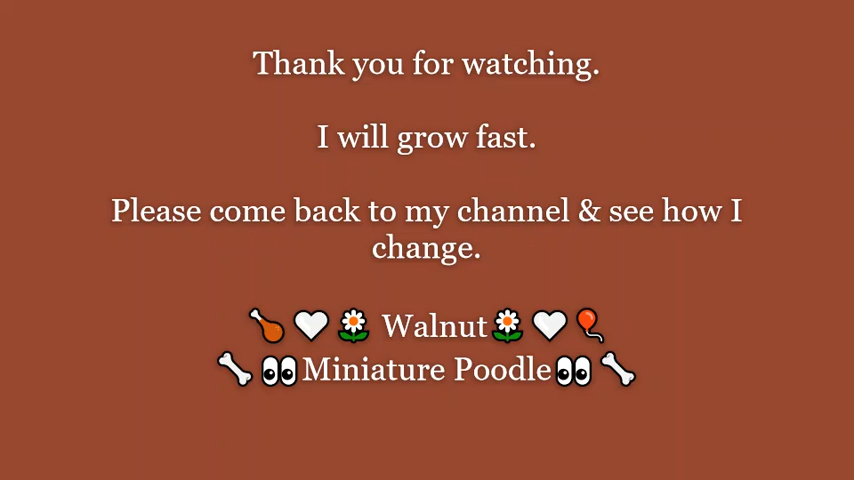 Thank you for watching.
I will grow fast.
Please come back to my channel & see how I
change.
🍗🤍🌼 Walnut🌼🤍🎈
🦴👀Miniature Poodle👀🦴